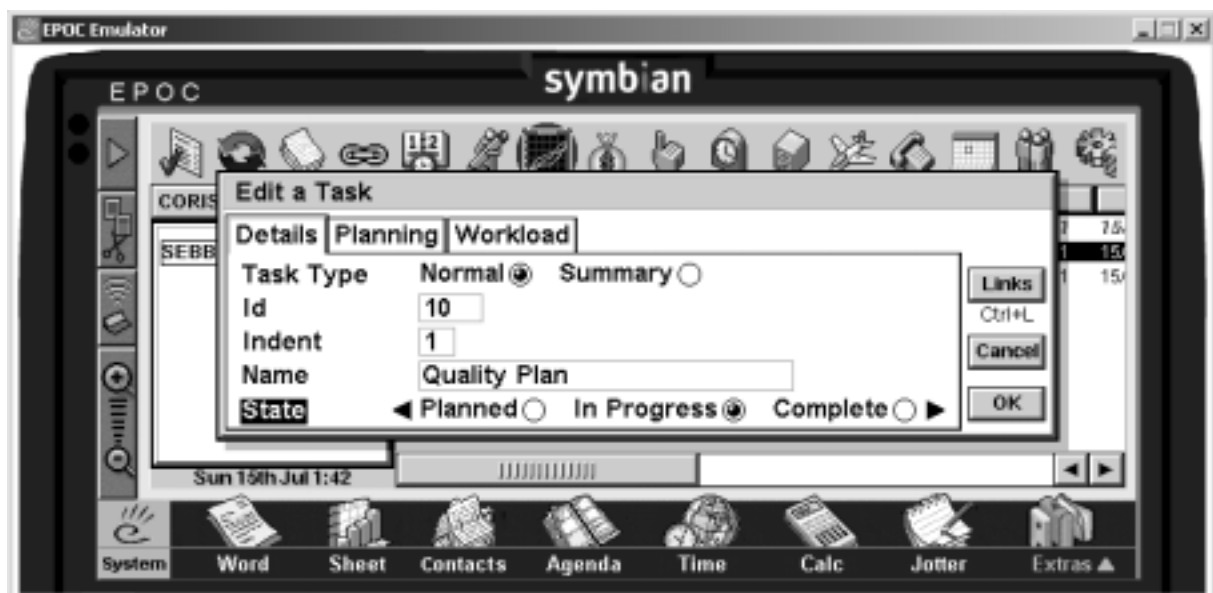 EPOC Emulator
symbian
EPOC
CORIS
Edit a Task
Details Planning Workload
SEBB
Task Type Normal Summary
Id 10
Indent 1
Name Quality Plan
State Planned In Progress Complete
Links
Ctrl+L
Cancel
OK
Sun 15th Jul 1:42
System Word Sheet Contacts Agenda Time Calc Jotter Extras